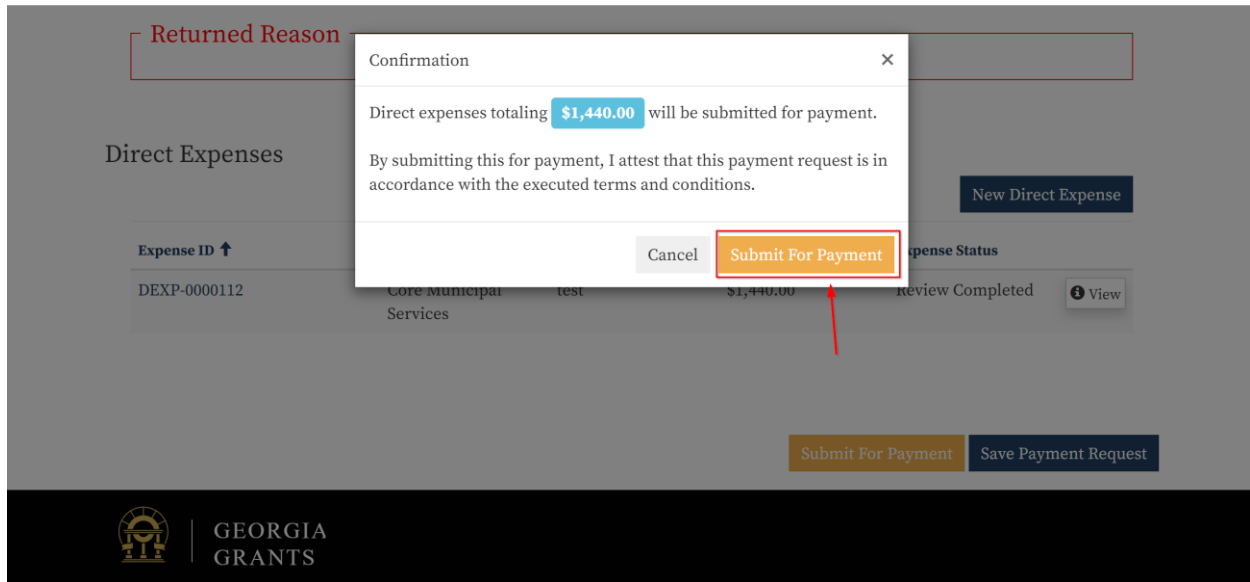 Returned Reason
Confirmation ×
Direct expenses totaling $1,440.00 will be submitted for payment.
By submitting this for payment, I attest that this payment request is in
accordance with the executed terms and conditions.
Cancel Submit For Payment
Direct Expenses
New Direct Expense
Expense ID xpense Status
DEXP-0000112 Core Municipal test $1,440.00 Review Completed View
Services
Submit For Payment Save Payment Request
GEORGIA
GRANTS